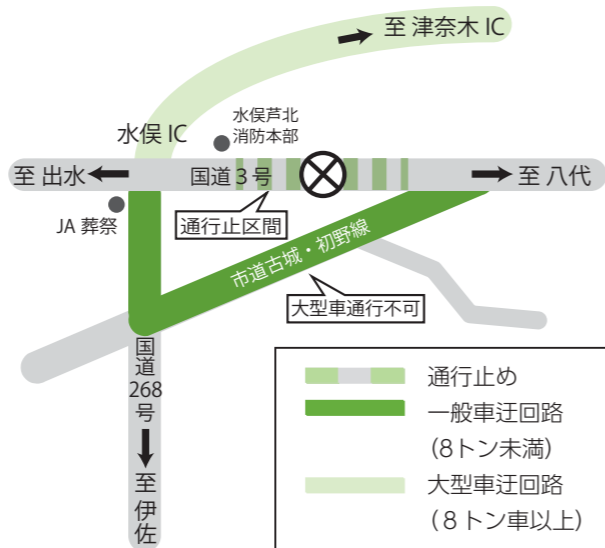 至 津奈木 IC
水俣 IC
水俣芦北
消防本部
至 出水
国道 3 号
至 八代
JA 葬祭
通行止区間
市道古城・初野線
大型車通行不可
国道268号
至 伊佐
通行止め
一般車迂回路
(8トン未満)
大型車迂回路
(8トン車以上)